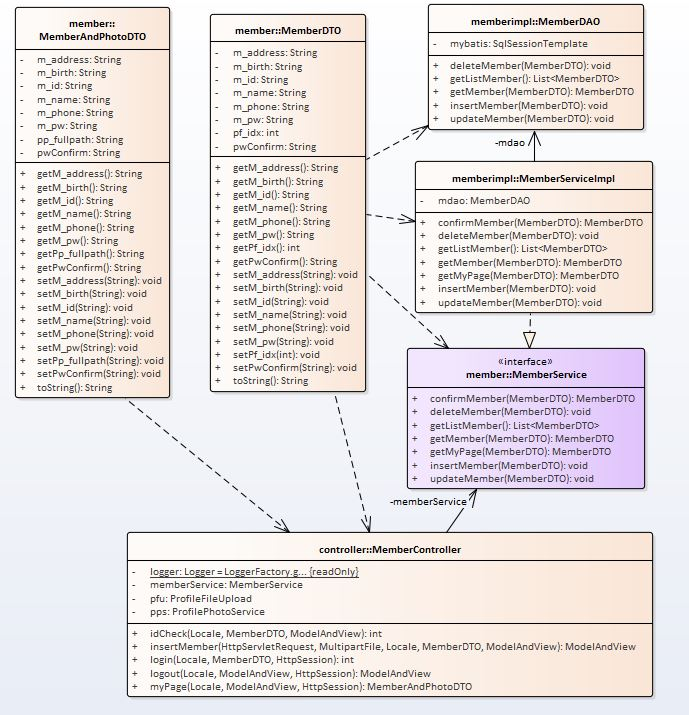 member::
MemberAndPhotoDTO
- m_address: String
- m_birth: String
- m_id: String
- m_name: String
- m_phone: String
- m_pw: String
- pp_fullpath: String
- pwConfirm: String
+ getM_address(): String
+ getM_birth(): String
+ getM_id(): String
+ getM_name(): String
+ getM_phone(): String
+ getM_pw(): String
+ getPp_fullpath(): String
+ getPwConfirm(): String
+ setM_address(String): void
+ setM_birth(String): void
+ setM_id(String): void
+ setM_name(String): void
+ setM_phone(String): void
+ setM_pw(String): void
+ setPp_fullpath(String): void
+ setPwConfirm(String): void
+ toString(): String
member::MemberDTO
- m_address: String
- m_birth: String
- m_id: String
- m_name: String
- m_phone: String
- m_pw: String
- pf_idx: int
- pwConfirm: String
+ getM_address(): String
+ getM_birth(): String
+ getM_id(): String
+ getM_name(): String
+ getM_phone(): String
+ getM_pw(): String
+ getPf_idx(): int
+ getPwConfirm(): String
+ setM_address(String): void
+ setM_birth(String): void
+ setM_id(String): void
+ setM_name(String): void
+ setM_phone(String): void
+ setM_pw(String): void
+ setPf_idx(int): void
+ setPwConfirm(String): void
+ toString(): String
memberimpl::MemberDAO
- mybatis: SqlSessionTemplate
+ deleteMember(MemberDTO): void
+ getListMember(): List<MemberDTO>
+ getMember(MemberDTO): MemberDTO
+ insertMember(MemberDTO): void
+ updateMember(MemberDTO): void
-mdao
memberimpl::MemberServiceImpl
- mdao: MemberDAO
+ confirmMember(MemberDTO): MemberDTO
+ deleteMember(MemberDTO): void
+ getListMember(): List<MemberDTO>
+ getMember(MemberDTO): MemberDTO
+ getMyPage(MemberDTO): MemberDTO
+ insertMember(MemberDTO): void
+ updateMember(MemberDTO): void
«interface»
member::MemberService
+ confirmMember(MemberDTO): MemberDTO
+ deleteMember(MemberDTO): void
+ getListMember(): List<MemberDTO>
+ getMember(MemberDTO): MemberDTO
+ getMyPage(MemberDTO): MemberDTO
+ insertMember(MemberDTO): void
+ updateMember(MemberDTO): void
-memberService
controller::MemberController
- logger: Logger = LoggerFactory.g... {readOnly}
- memberService: MemberService
- pfu: ProfileFileUpload
- pps: ProfilePhotoService
+ idCheck(Locale, MemberDTO, ModelAndView): int
+ insertMember(HttpServletRequest, MultipartFile, Locale, MemberDTO, ModelAndView): ModelAndView
+ login(Locale, MemberDTO, HttpSession): int
+ logout(Locale, ModelAndView, HttpSession): ModelAndView
+ myPage(Locale, ModelAndView, HttpSession): MemberAndPhotoDTO